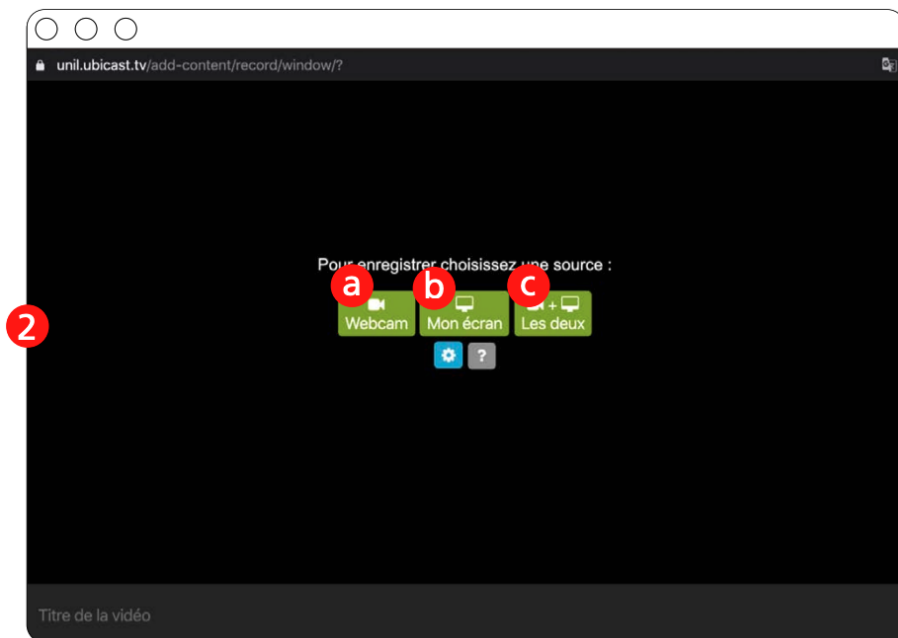 unil.ubicast.tv/add-content/record/window/?
Pour enregistrer choisissez une source :
a b c
Webcam Mon écran Les deux
2
?
Titre de la vidéo